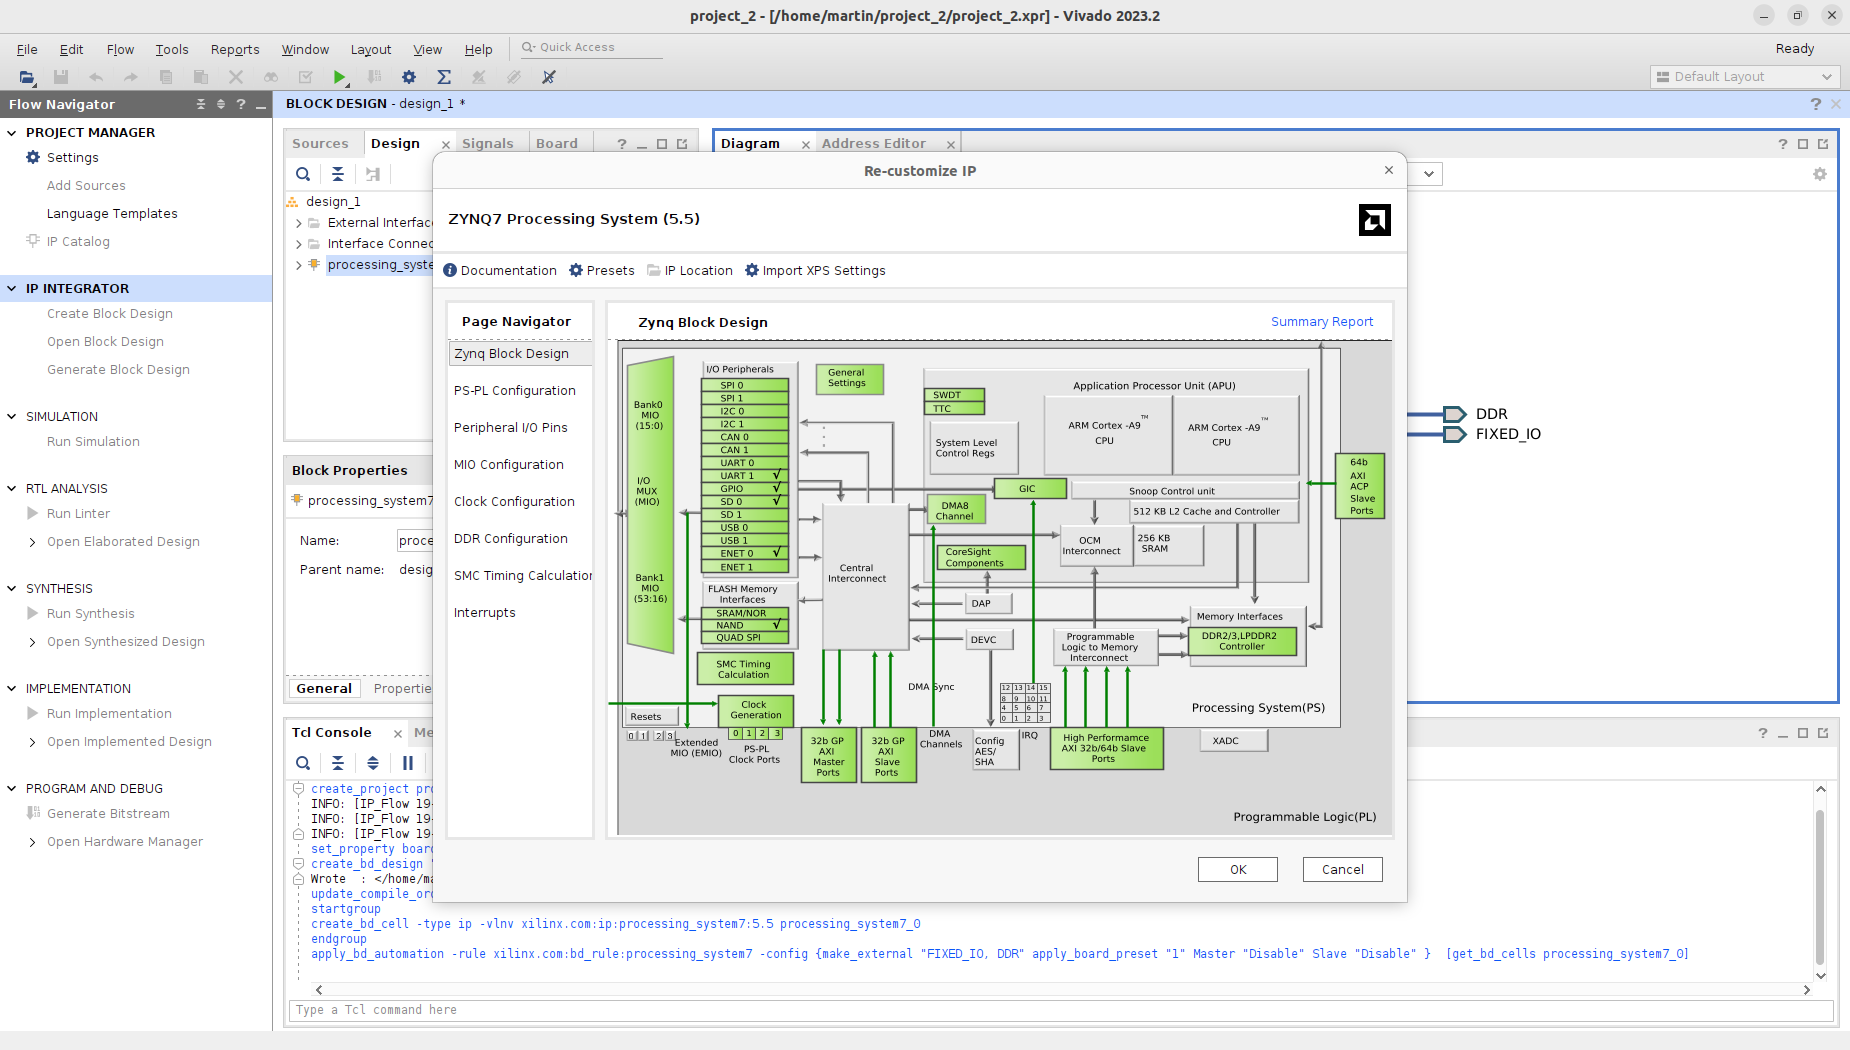 project_2 - [/home/martin/project_2/project_2.xpr] - Vivado 2023.2
File Edit Flow Tools Reports Window Layout View Help Quick Access Ready
Default Layout
Flow Navigator
PROJECT MANAGER
Settings
Add Sources
Language Templates
IP Catalog
IP INTEGRATOR
Create Block Design
Open Block Design
Generate Block Design
SIMULATION
Run Simulation
RTL ANALYSIS
Run Linter
Open Elaborated Design
SYNTHESIS
Run Synthesis
Open Synthesized Design
IMPLEMENTATION
Run Implementation
Open Implemented Design
PROGRAM AND DEBUG
Generate Bitstream
Open Hardware Manager
BLOCK DESIGN - design_1 *
Sources Design Signals Board
design_1
External Interfac
Interface Connec
processing_syste
Block Properties
processing_system7
Name: proce
Parent name: desig
General Propertie
Diagram Address Editor
DDR
FIXED_IO
Re-customize IP
ZYNQ7 Processing System (5.5)
Documentation Presets IP Location Import XPS Settings
Page Navigator
Zynq Block Design
PS-PL Configuration
Peripheral I/O Pins
MIO Configuration
Clock Configuration
DDR Configuration
SMC Timing Calculation
Interrupts
Zynq Block Design Summary Report
Bank0
MIO
(15:0)
I/O
MUX
(MIO)
Bank1
MIO
(53:16)
I/O Peripherals
SPI 0
SPI 1
I2C 0
I2C 1
CAN 0
CAN 1
UART 0
UART 1 √
GPIO √
SD 0 √
SD 1
USB 0
USB 1
ENET 0 √
ENET 1
FLASH Memory
Interfaces
SRAM/NOR
NAND √
QUAD SPI
SMC Timing
Calculation
Clock
Generation
Resets
0 1 2 3
0 1 2 3
Extended
MIO (EMIO)
PS-PL
Clock Ports
General
Settings
Central
Interconnect
32b GP
AXI
Master
Ports
32b GP
AXI
Slave
Ports
SWDT
TTC
System Level
Control Regs
Application Processor Unit (APU)
ARM Cortex -A9 ™
CPU
ARM Cortex -A9 ™
CPU
GIC
Snoop Control unit
DMA8
Channel
512 KB L2 Cache and Controller
OCM
Interconnect
256 KB
SRAM
CoreSight
Components
DAP
DEVC
Programmable
Logic to Memory
Interconnect
Memory Interfaces
DDR2/3,LPDDR2
Controller
64b
AXI
ACP
Slave
Ports
DMA Sync
12 13 14 15
8 9 10 11
4 5 6 7
0 1 2 3
DMA
Channels
Config
AES/
SHA
IRQ
High Performamce
AXI 32b/64b Slave
Ports
XADC
Processing System(PS)
Programmable Logic(PL)
OK Cancel
Tcl Console Me
create_project pro
INFO: [IP_Flow 19-
INFO: [IP_Flow 19-
INFO: [IP_Flow 19-
set_property board
create_bd_design "
Wrote : </home/ma
update_compile_ord
startgroup
create_bd_cell -type ip -vlnv xilinx.com:ip:processing_system7:5.5 processing_system7_0
endgroup
apply_bd_automation -rule xilinx.com:bd_rule:processing_system7 -config {make_external "FIXED_IO, DDR" apply_board_preset "1" Master "Disable" Slave "Disable" } [get_bd_cells processing_system7_0]
Type a Tcl command here